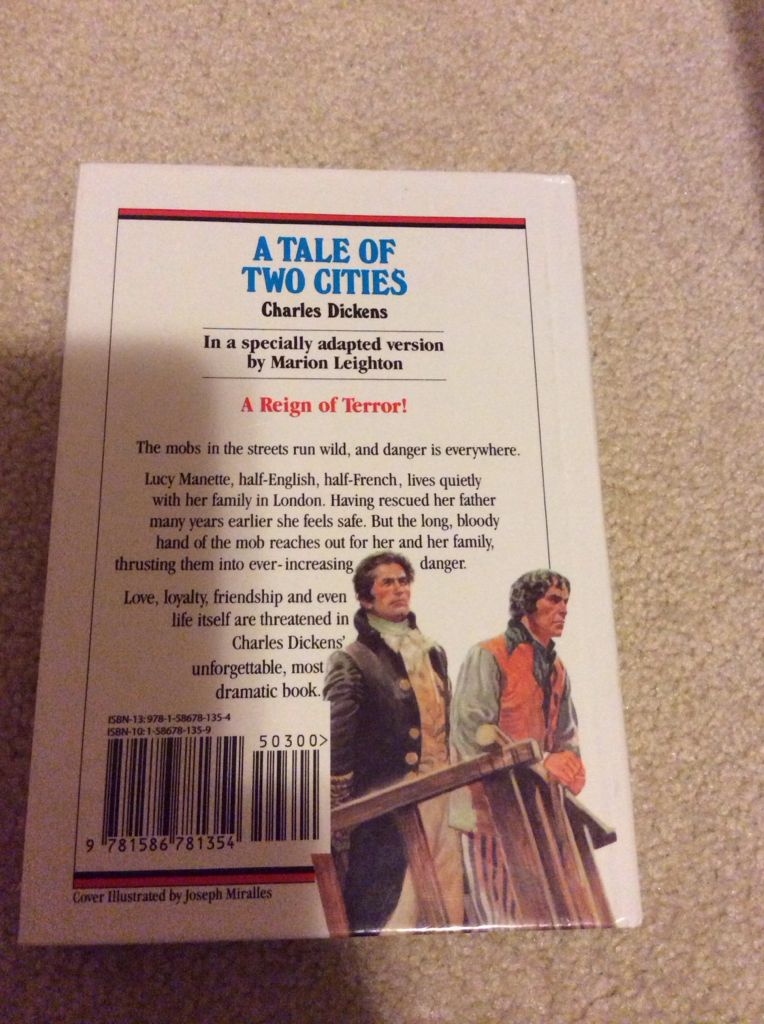 A TALE OF
TWO CITIES
Charles Dickens
In a specially adapted version
by Marion Leighton
A Reign of Terror!
The mobs in the streets run wild, and danger is everywhere.
Lucy Manette, half-English, half-French, lives quietly
with her family in London. Having rescued her father
many years earlier she feels safe. But the long, bloody
hand of the mob reaches out for her and her family,
thrusting them into ever-increasing danger.
Love, loyalty, friendship and even
life itself are threatened in
Charles Dickens'
unforgettable, most
dramatic book.
ISBN-13: 978-1-58678-135-4
ISBN-10: 1-58678-135-9
50300>
9 781586 781354
Cover Illustrated by Joseph Miralles